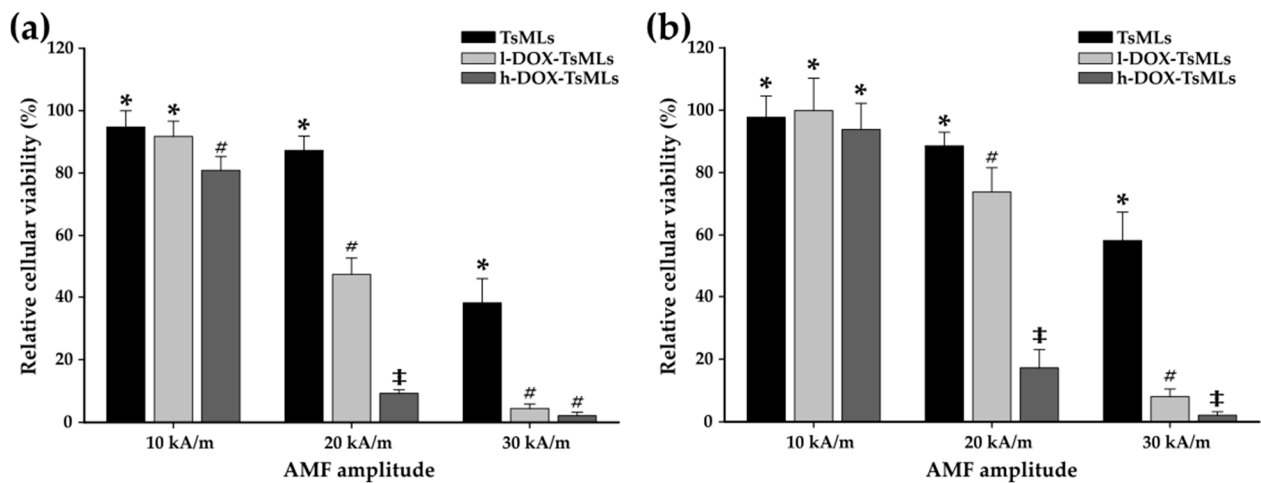 (a)
TsMLs
l-DOX-TsMLs
h-DOX-TsMLs
Relative cellular viability (%)
120
100
80
60
40
20
0
* * #
* # ‡
* # #
10 kA/m 20 kA/m 30 kA/m
AMF amplitude
(b)
TsMLs
l-DOX-TsMLs
h-DOX-TsMLs
Relative cellular viability (%)
120
100
80
60
40
20
0
* * *
* # ‡
* # ‡
10 kA/m 20 kA/m 30 kA/m
AMF amplitude